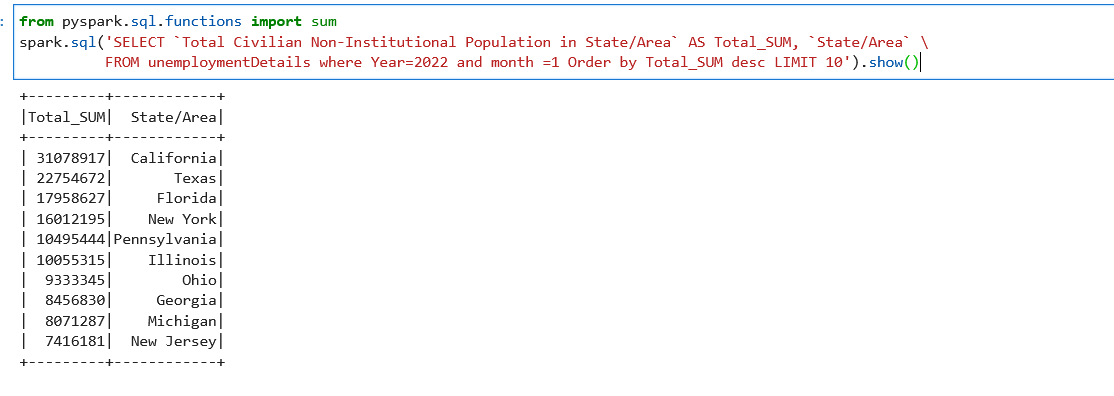 :
from pyspark.sql.functions import sum
spark.sql('SELECT `Total Civilian Non-Institutional Population in State/Area` AS Total_SUM, `State/Area` \
          FROM unemploymentDetails where Year=2022 and month =1 Order by Total_SUM desc LIMIT 10').show()
+---------+------------+
|Total_SUM|  State/Area|
+---------+------------+
| 31078917|  California|
| 22754672|       Texas|
| 17958627|     Florida|
| 16012195|    New York|
| 10495444|Pennsylvania|
| 10055315|    Illinois|
|  9333345|        Ohio|
|  8456830|     Georgia|
|  8071287|    Michigan|
|  7416181|  New Jersey|
+---------+------------+